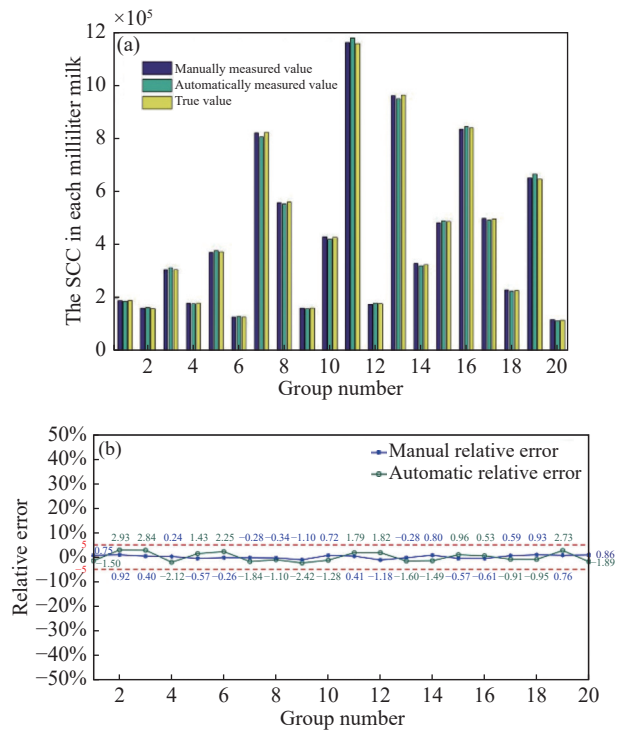 ×10⁵
12
(a)
Manually measured value
Automatically measured value
True value
10
8
6
4
2
0
The SCC in each milliliter milk
2 4 6 8 10 12 14 16 18 20
Group number
50%
(b)
Manual relative error
Automatic relative error
40%
30%
20%
10%
5
2.93 2.84 0.24 1.43 2.25 −0.28 −0.34 −1.10 0.72 1.79 1.82 −0.28 0.80 0.96 0.53 0.59 0.93 2.73
0.75
0%
0.86
−1.50
−1.89
5
0.92 0.40 −2.12 −0.57 −0.26 −1.84 −1.10 −2.42 −1.28 0.41 −1.18 −1.60 −1.49 −0.57 −0.61 −0.91 −0.95 0.76
−10%
−20%
−30%
−40%
−50%
Relative error
2 4 6 8 10 12 14 16 18 20
Group number